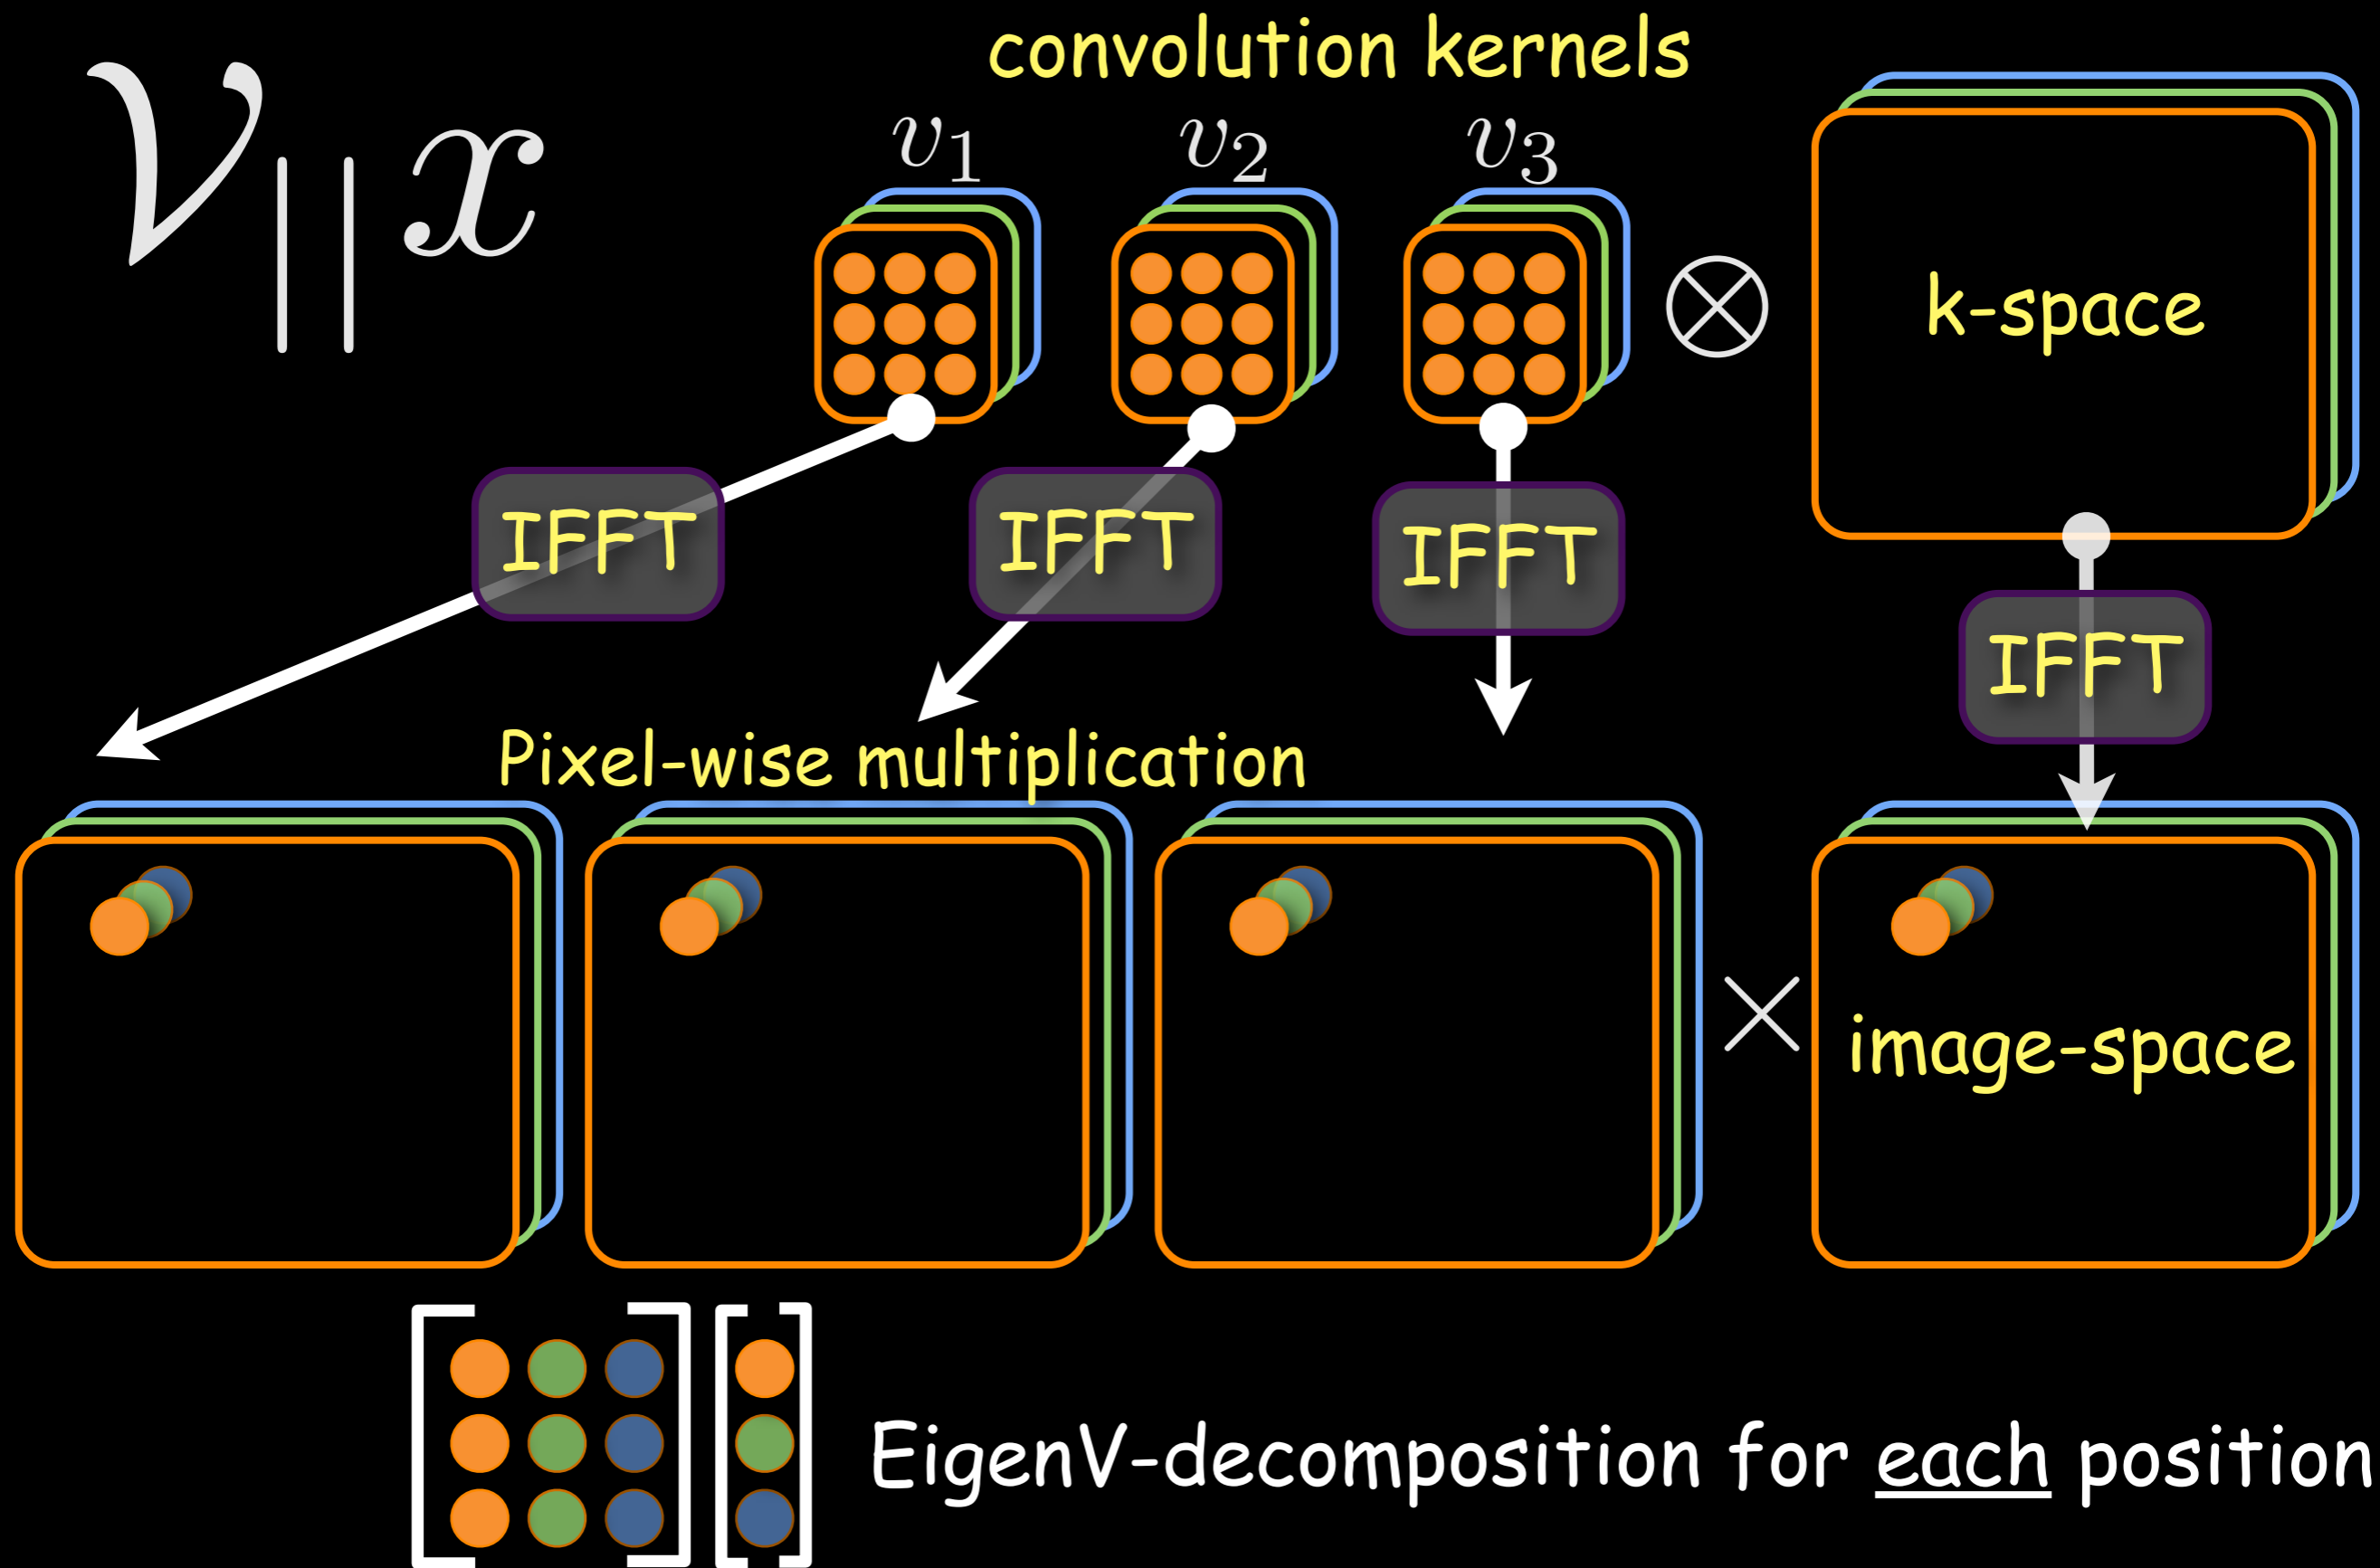 convolution kernels
𝒱|| x
v1 v2 v3
k-space
IFFT IFFT IFFT
IFFT
Pixel-wise multiplication
×
image-space
EigenV-decomposition for each position